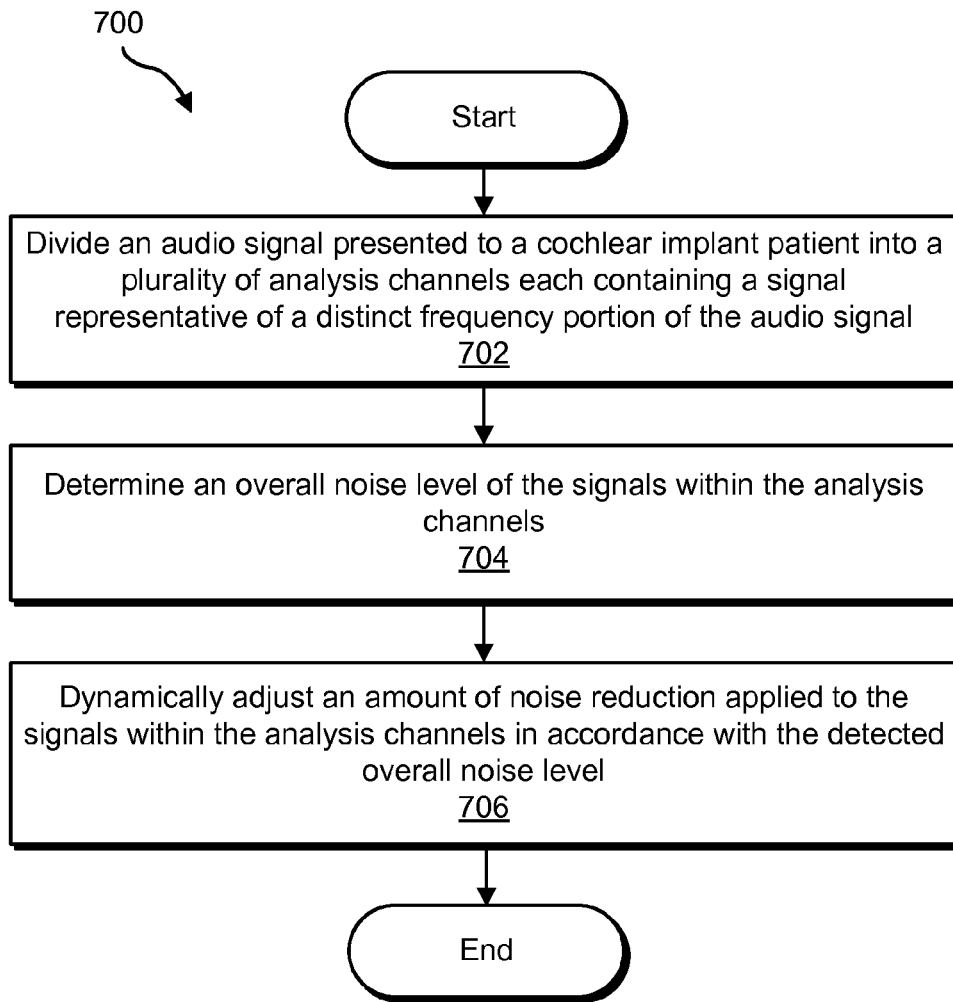 700
Start
Divide an audio signal presented to a cochlear implant patient into a
plurality of analysis channels each containing a signal
representative of a distinct frequency portion of the audio signal
702
Determine an overall noise level of the signals within the analysis
channels
704
Dynamically adjust an amount of noise reduction applied to the
signals within the analysis channels in accordance with the detected
overall noise level
706
End